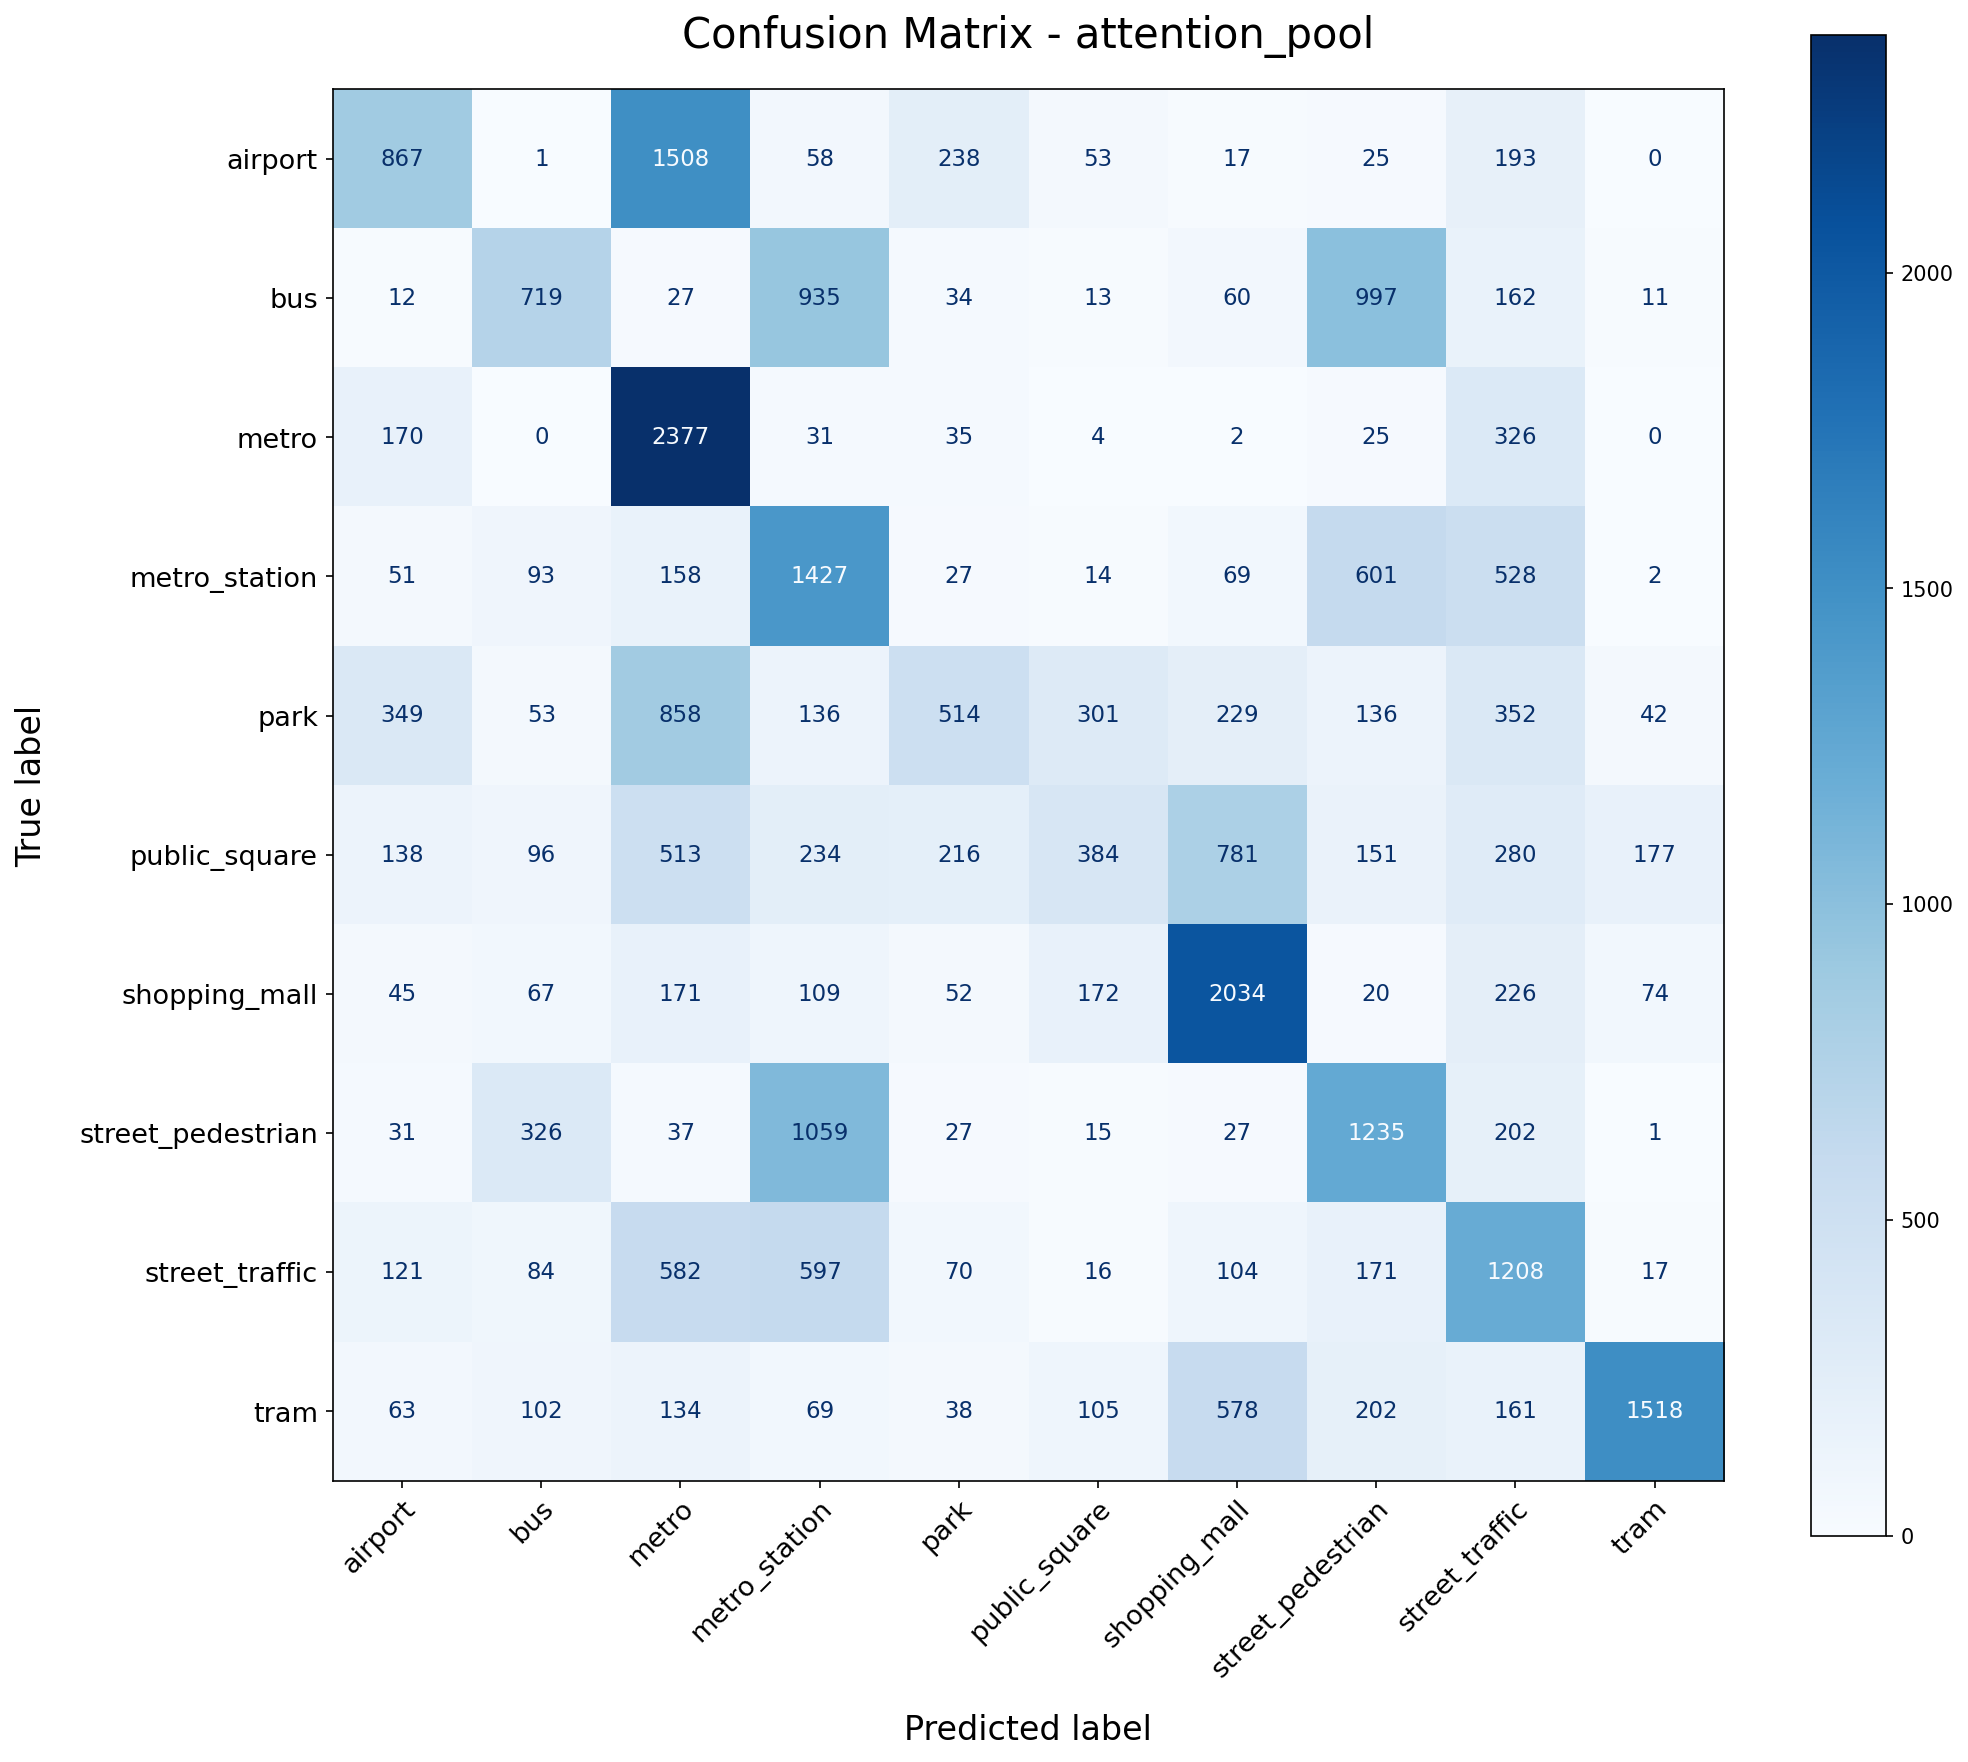 Confusion Matrix - attention_pool
airport 867 1 1508 58 238 53 17 25 193 0
bus 12 719 27 935 34 13 60 997 162 11
metro 170 0 2377 31 35 4 2 25 326 0
metro_station 51 93 158 1427 27 14 69 601 528 2
park 349 53 858 136 514 301 229 136 352 42
public_square 138 96 513 234 216 384 781 151 280 177
shopping_mall 45 67 171 109 52 172 2034 20 226 74
street_pedestrian 31 326 37 1059 27 15 27 1235 202 1
street_traffic 121 84 582 597 70 16 104 171 1208 17
tram 63 102 134 69 38 105 578 202 161 1518
True label
airport bus metro metro_station park public_square shopping_mall street_pedestrian street_traffic tram
Predicted label
2000
1500
1000
500
0